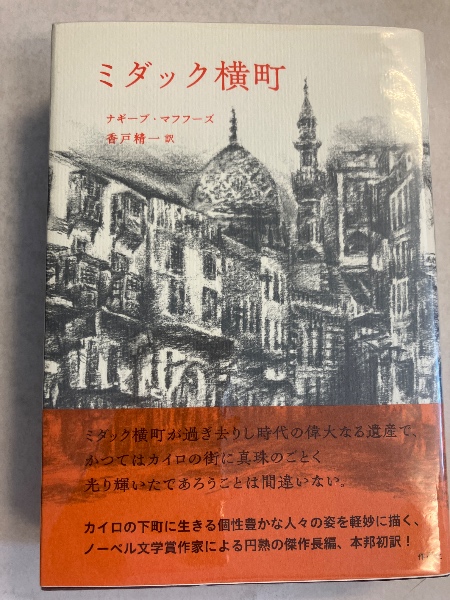 ミダック横町
ナギーブ・マフフーズ
香戸精一 訳
ミダック横町が過ぎ去りし時代の偉大なる遺産で、
かつてはカイロの街に真珠のごとく
光り輝いたであろうことは間違いない。
カイロの下町に生きる個性豊かな人々の姿を軽妙に描く、
ノーベル文学賞作家による円熟の傑作長編、本邦初訳！